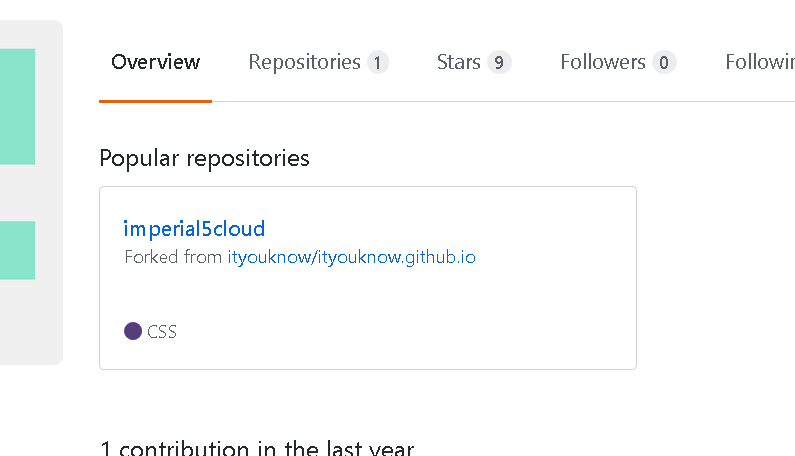 Overview Repositories 1 Stars 9 Followers 0
Popular repositories
imperial5cloud
Forked from ityouknow/ityouknow.github.io
CSS
1 contribution in the last year